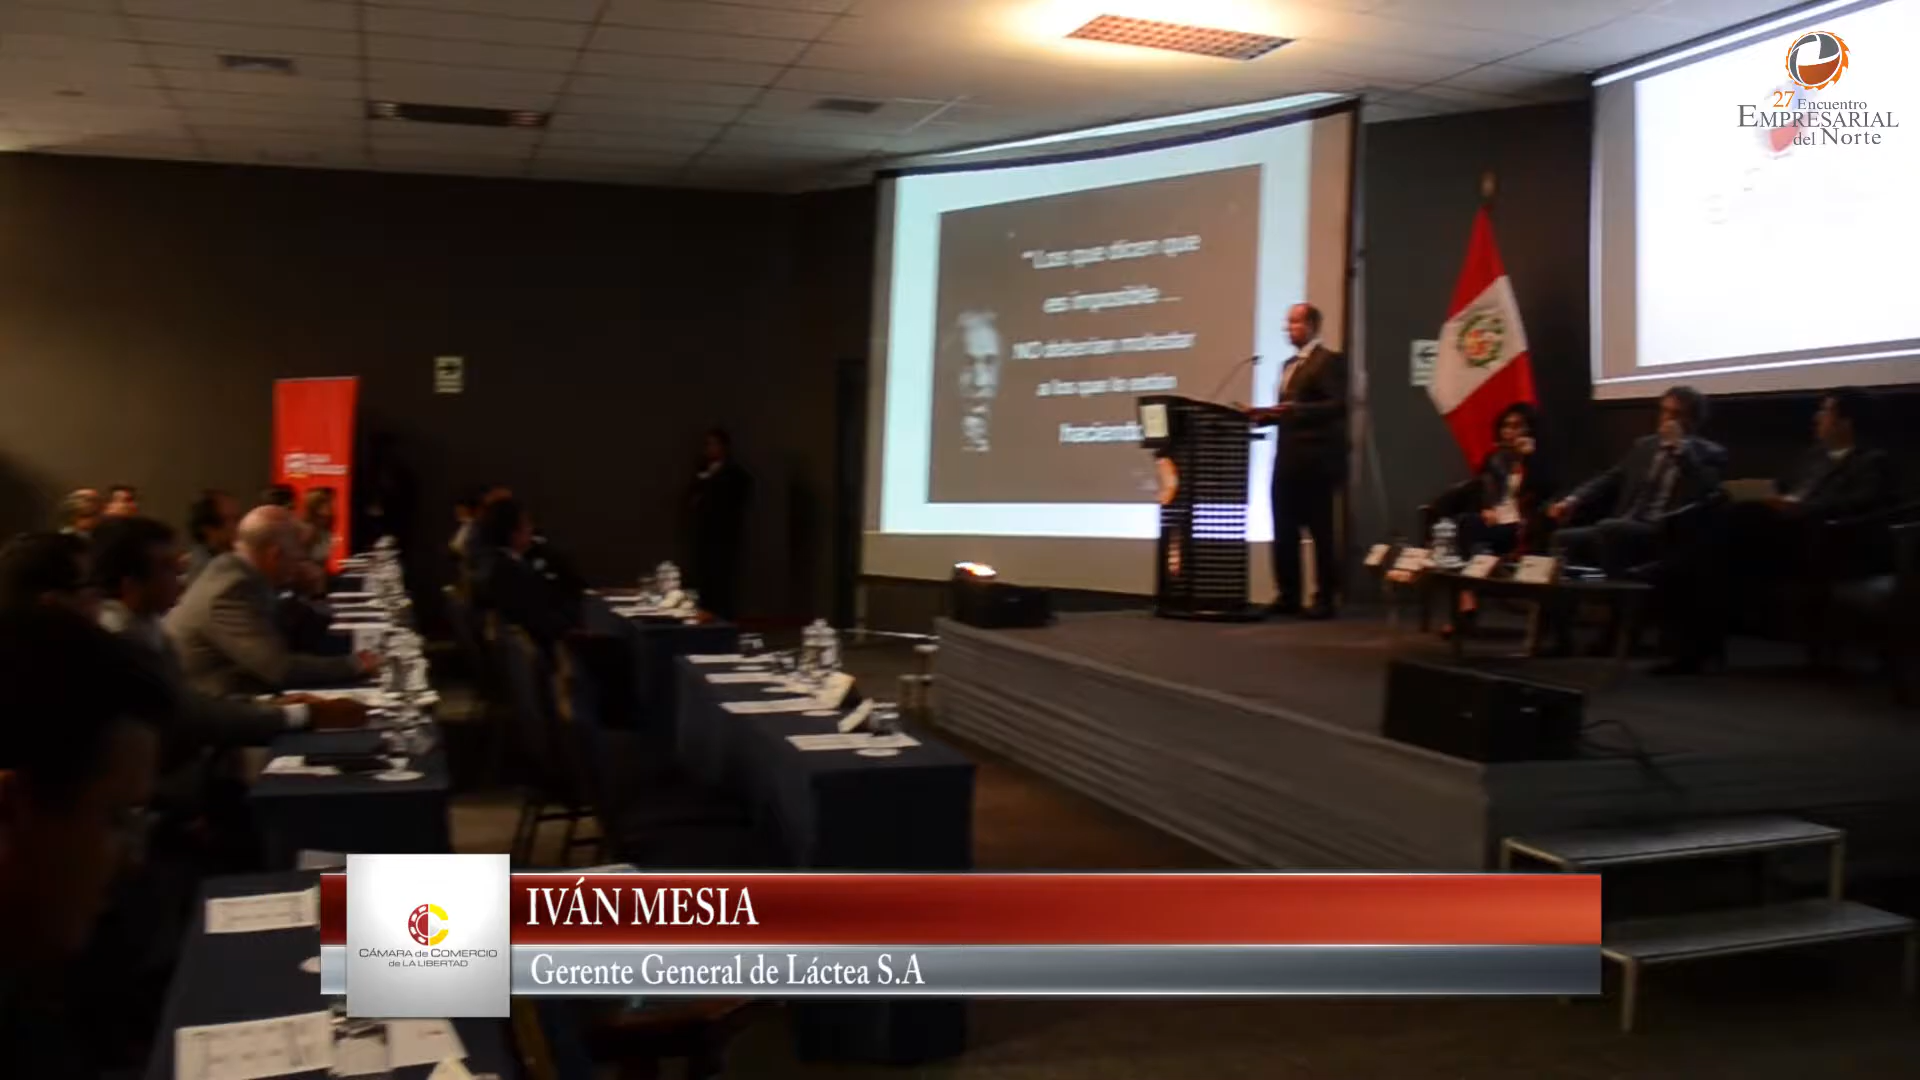 27 Encuentro
EMPRESARIAL
del Norte
"Los que dicen que
es imposible ...
NO deberían molestar
a los que lo están
haciendo
IVÁN MESIA
Gerente General de Láctea S.A
CÁMARA de COMERCIO
de LA LIBERTAD